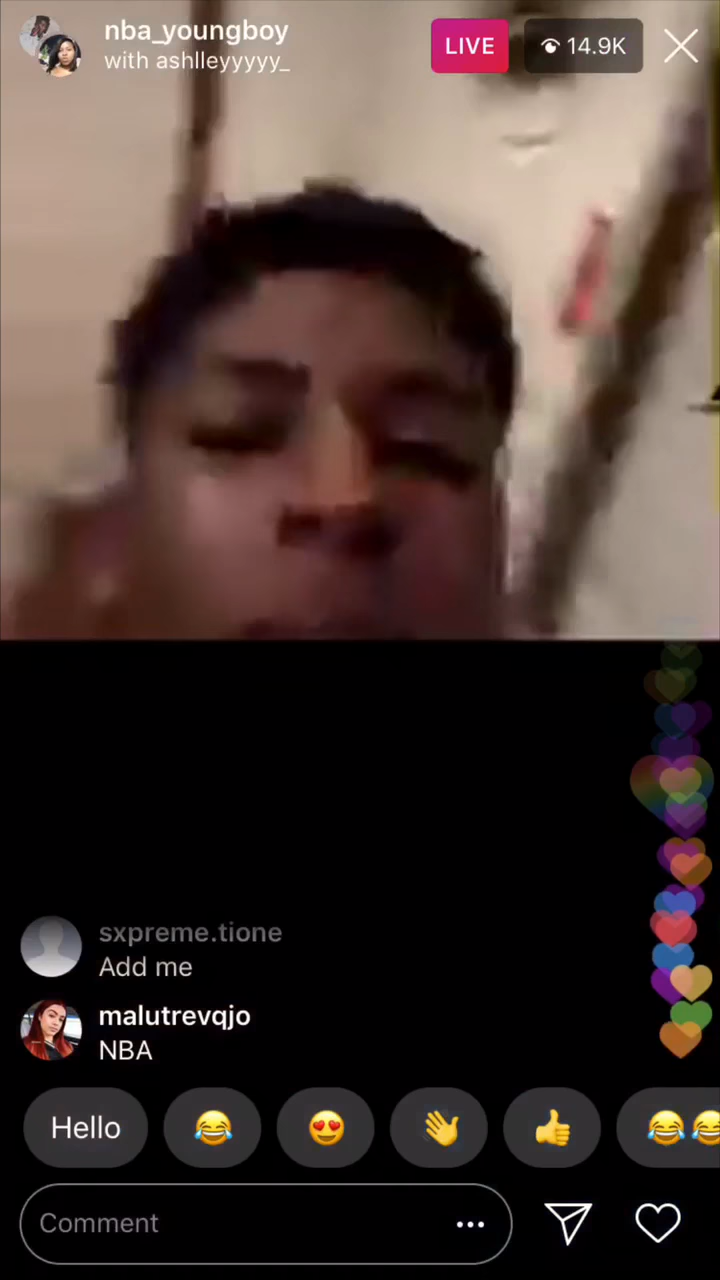 nba_youngboy
with ashlleyyyyy_
LIVE
14.9K
sxpreme.tione
Add me
malutrevqjo
NBA
Hello
Comment